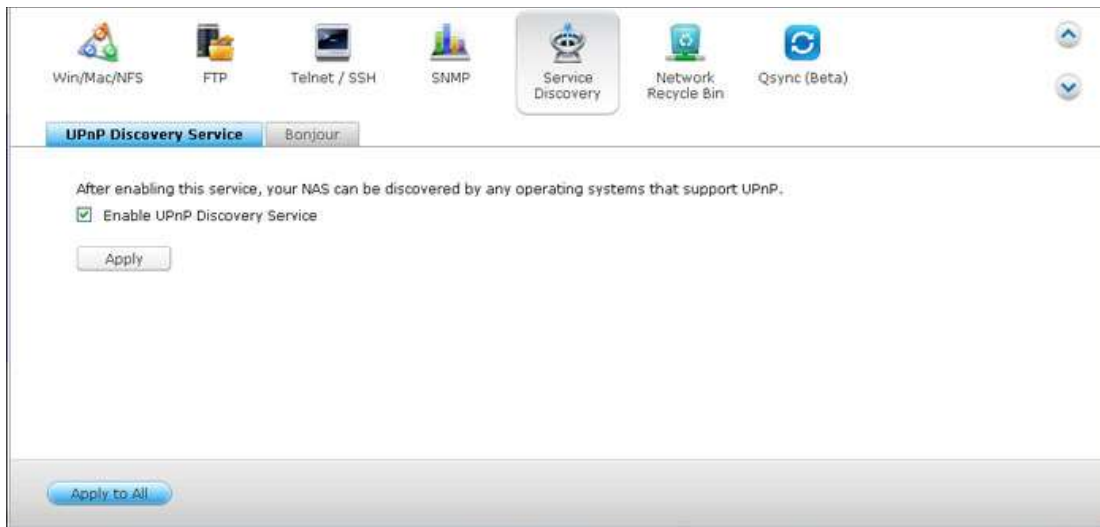 Win/Mac/NFS
FTP
Telnet / SSH
SNMP
Service
Discovery
Network
Recycle Bin
Qsync (Beta)
UPnP Discovery Service
Bonjour
After enabling this service, your NAS can be discovered by any operating systems that support UPnP.
Enable UPnP Discovery Service
Apply
Apply to All